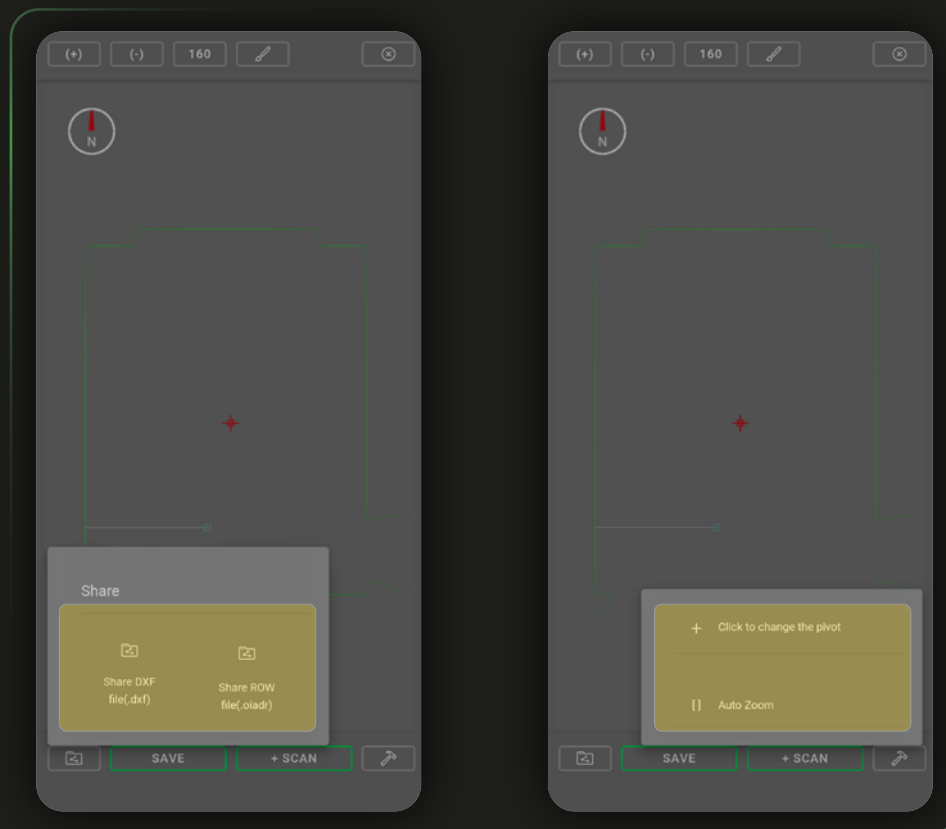 (+) (-) 160
N
Share
Share DXF
file(.dxf)
Share ROW
file(.oiadr)
SAVE + SCAN
(+) (-) 160
N
+ Click to change the pivot
[ ] Auto Zoom
SAVE + SCAN